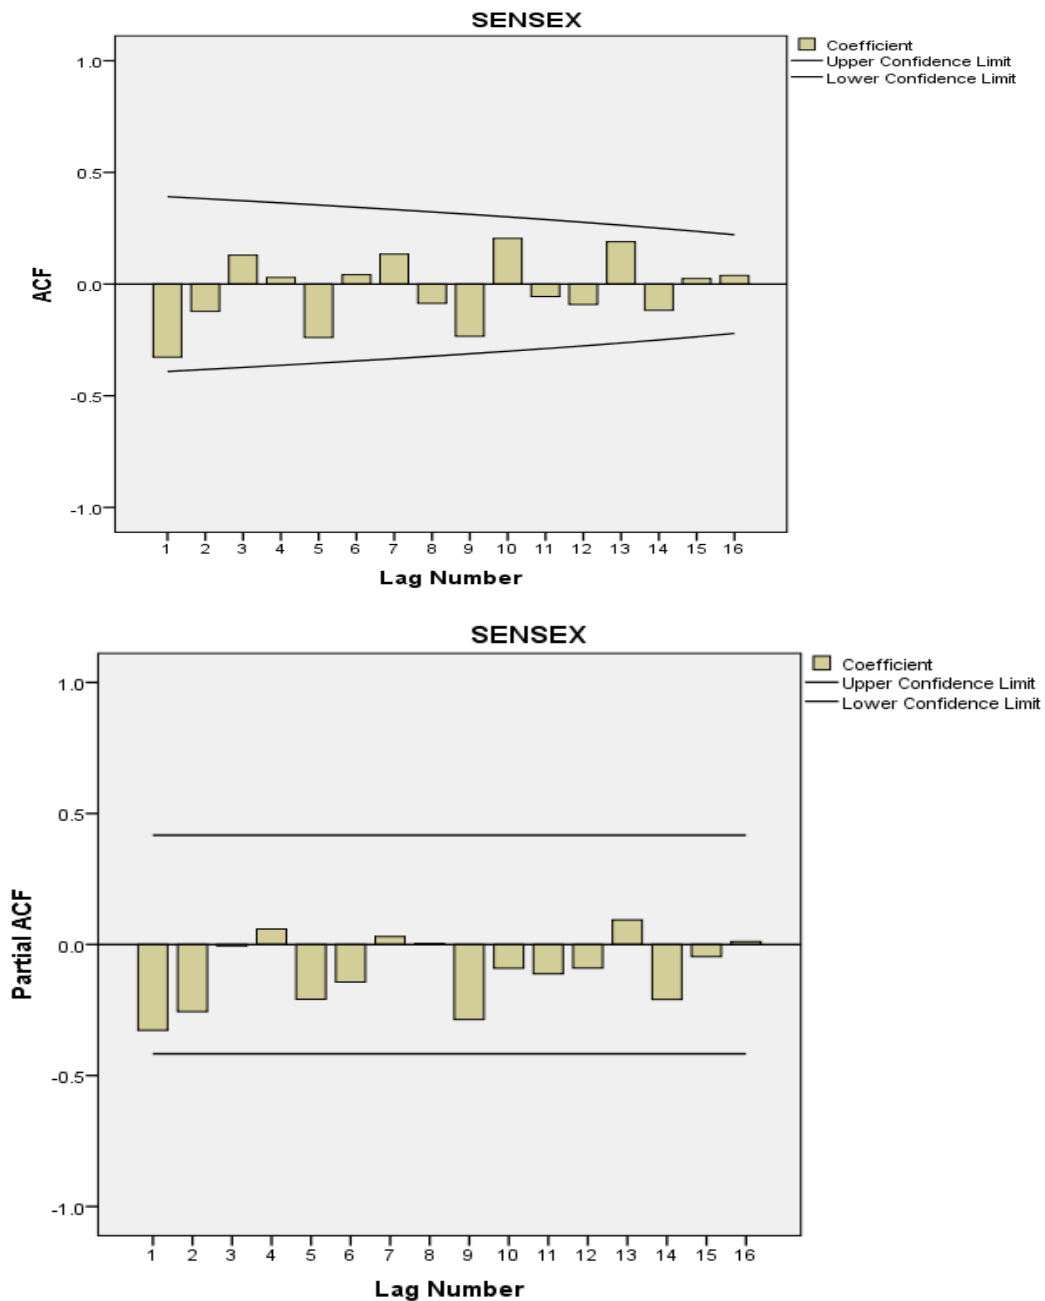 SENSEX
Coefficient
Upper Confidence Limit
Lower Confidence Limit
1.0
0.5
0.0
-0.5
-1.0
ACF
1 2 3 4 5 6 7 8 9 10 11 12 13 14 15 16
Lag Number
SENSEX
Coefficient
Upper Confidence Limit
Lower Confidence Limit
1.0
0.5
0.0
-0.5
-1.0
Partial ACF
1 2 3 4 5 6 7 8 9 10 11 12 13 14 15 16
Lag Number